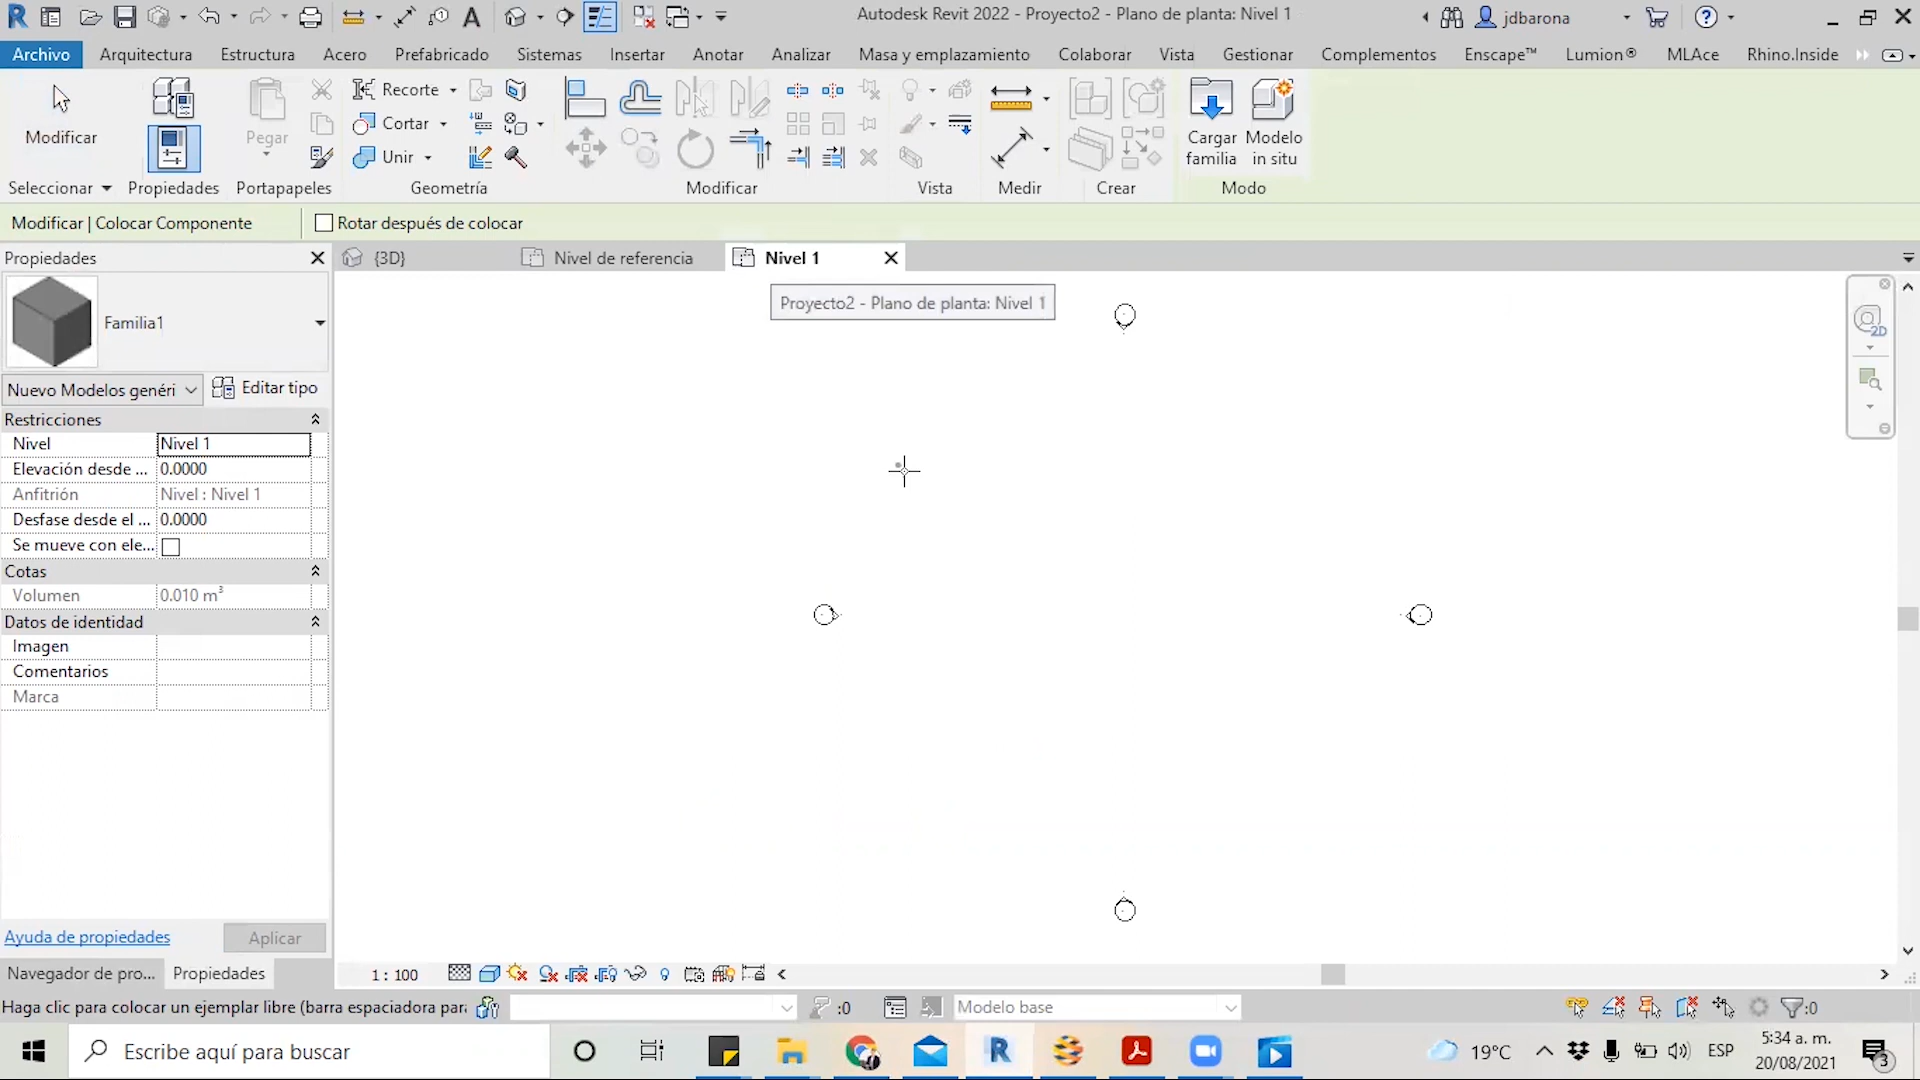 Autodesk Revit 2022 - Proyecto2 - Plano de planta: Nivel 1
jdbarona
Archivo Arquitectura Estructura Acero Prefabricado Sistemas Insertar Anotar Analizar Masa y emplazamiento Colaborar Vista Gestionar Complementos Enscape™ Lumion® MLAce Rhino.Inside
Modificar
Pegar
Recorte
Cortar
Unir
Cargar familia
Modelo in situ
Seleccionar Propiedades Portapapeles Geometría Modificar Vista Medir Crear Modo
Modificar | Colocar Componente
Rotar después de colocar
Propiedades
{3D}
Nivel de referencia
Nivel 1
Proyecto2 - Plano de planta: Nivel 1
Familia1
Nuevo Modelos genéri
Editar tipo
Restricciones
Nivel Nivel 1
Elevación desde ... 0.0000
Anfitrión Nivel : Nivel 1
Desfase desde el ... 0.0000
Se mueve con ele...
Cotas
Volumen 0.010 m³
Datos de identidad
Imagen
Comentarios
Marca
2D
Ayuda de propiedades
Aplicar
Navegador de pro... Propiedades
1 : 100
Haga clic para colocar un ejemplar libre (barra espaciadora para
:0
Modelo base
:0
Escribe aquí para buscar
19°C
ESP
5:34 a. m.
20/08/2021
3